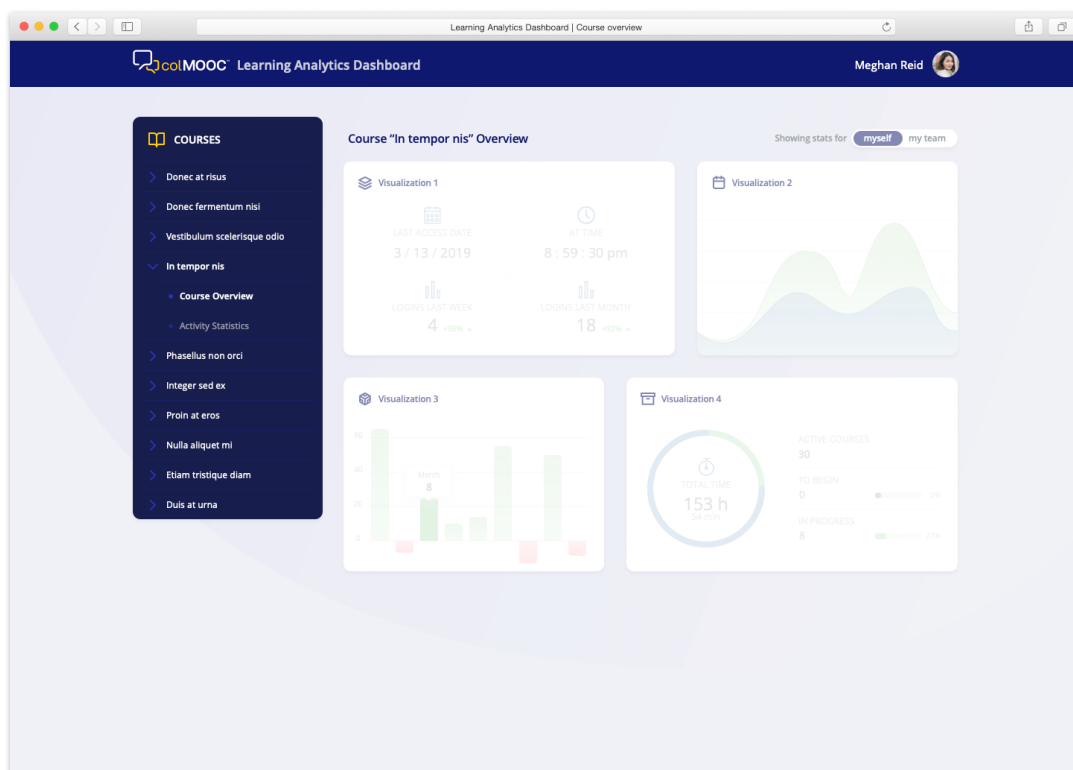 Learning Analytics Dashboard | Course overview
colMOOC Learning Analytics Dashboard
Meghan Reid
COURSES
Donec at risus
Donec fermentum nisi
Vestibulum scelerisque odio
In tempor nis
Course Overview
Activity Statistics
Phasellus non orci
Integer sed ex
Proin at eros
Nulla aliquet mi
Etiam tristique diam
Duis at urna
Course "In tempor nis" Overview
Showing stats for myself my team
Visualization 1
LAST ACCESS DATE
3 / 13 / 2019
AT TIME
8 : 59 : 30 pm
LOGINS LAST WEEK
4
LOGINS LAST MONTH
18
Visualization 2
Visualization 3
60
40
20
0
March
8
Visualization 4
TOTAL TIME
153 h
54 min
ACTIVE COURSES
30
TO BEGIN
0
IN PROGRESS
8